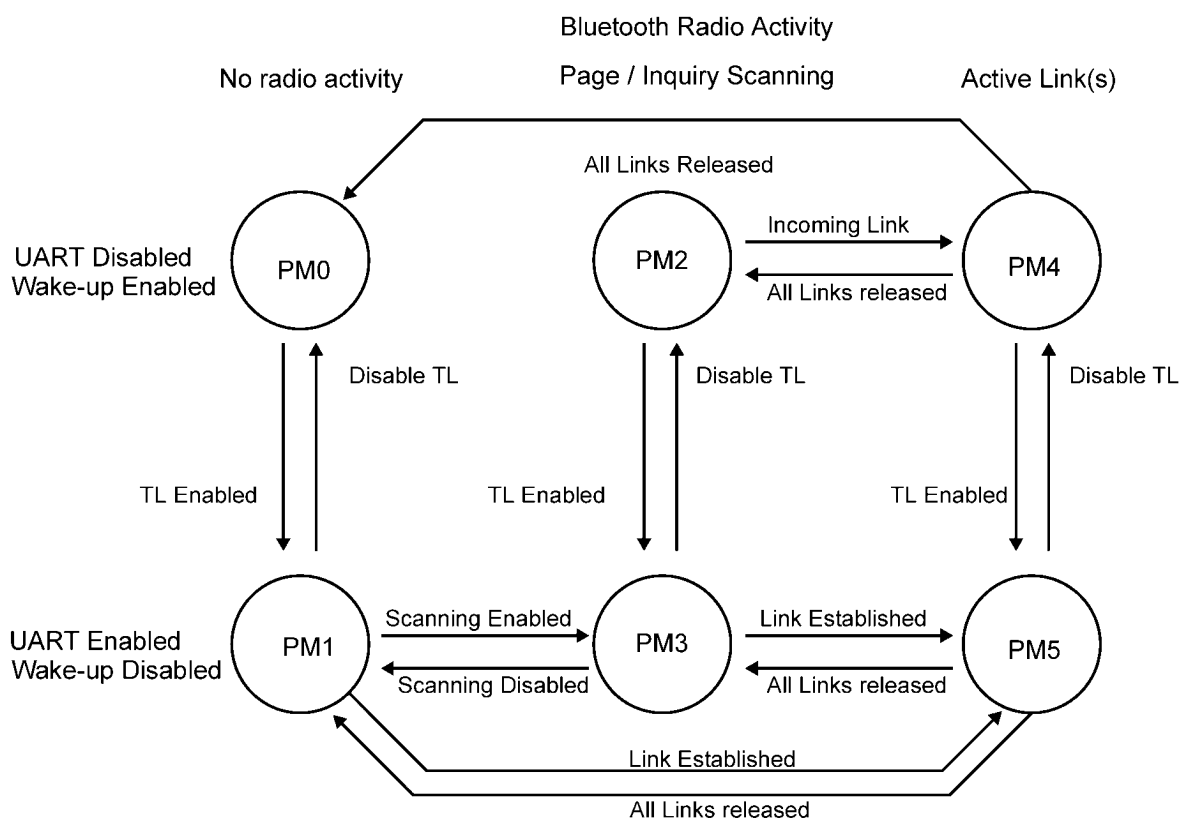 Bluetooth Radio Activity
No radio activity
Page / Inquiry Scanning
Active Link(s)
All Links Released
UART Disabled
Wake-up Enabled
PM0
PM2
Incoming Link
All Links released
PM4
Disable TL
Disable TL
Disable TL
TL Enabled
TL Enabled
TL Enabled
UART Enabled
Wake-up Disabled
PM1
Scanning Enabled
Scanning Disabled
PM3
Link Established
All Links released
PM5
Link Established
All Links released